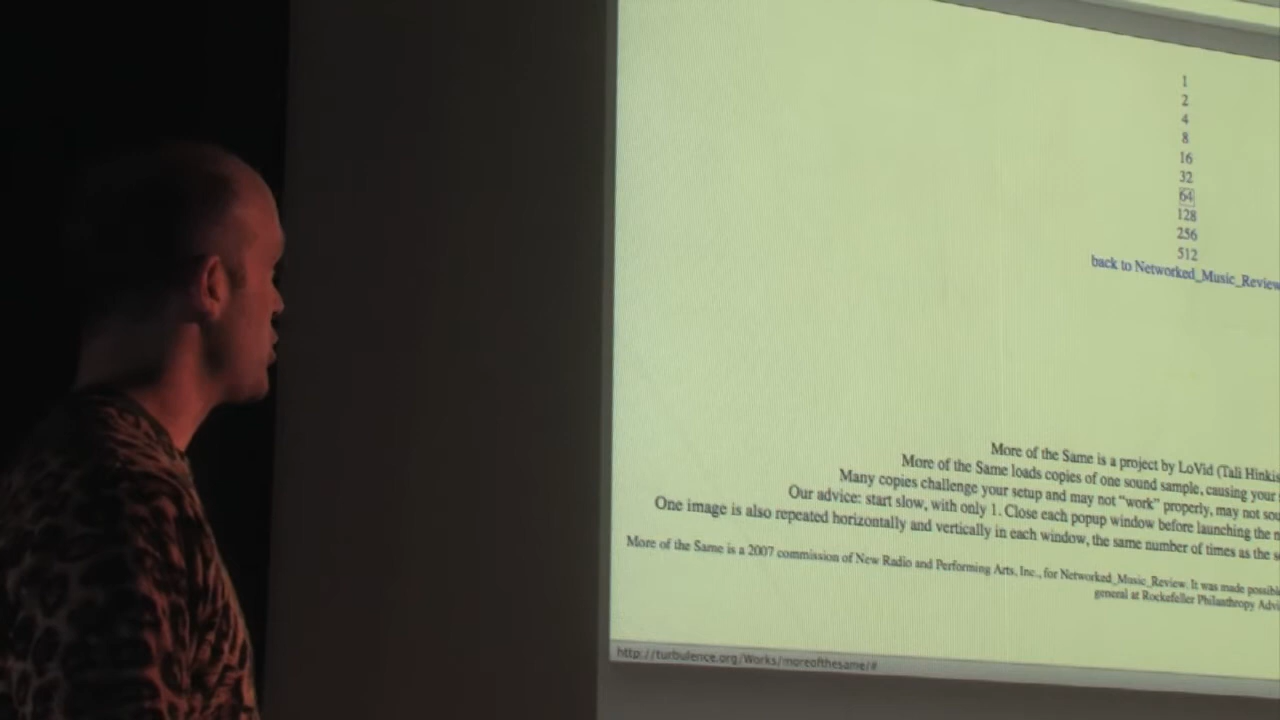 1
2
4
8
16
32
64
128
256
512
back to Networked_Music_Review
More of the Same is a project by LoVid (Tali Hinkis
More of the Same loads copies of one sound sample, causing your
Many copies challenge your setup and may not "work" properly, may not
Our advice: start slow, with only 1. Close each popup window before launching the
One image is also repeated horizontally and vertically in each window, the same number of times as the
More of the Same is a 2007 commission of New Radio and Performing Arts, Inc., for Networked_Music_Review. It was made
general at Rockefeller Philanthropy
http://turbulence.org/Works/moreofthesame/#